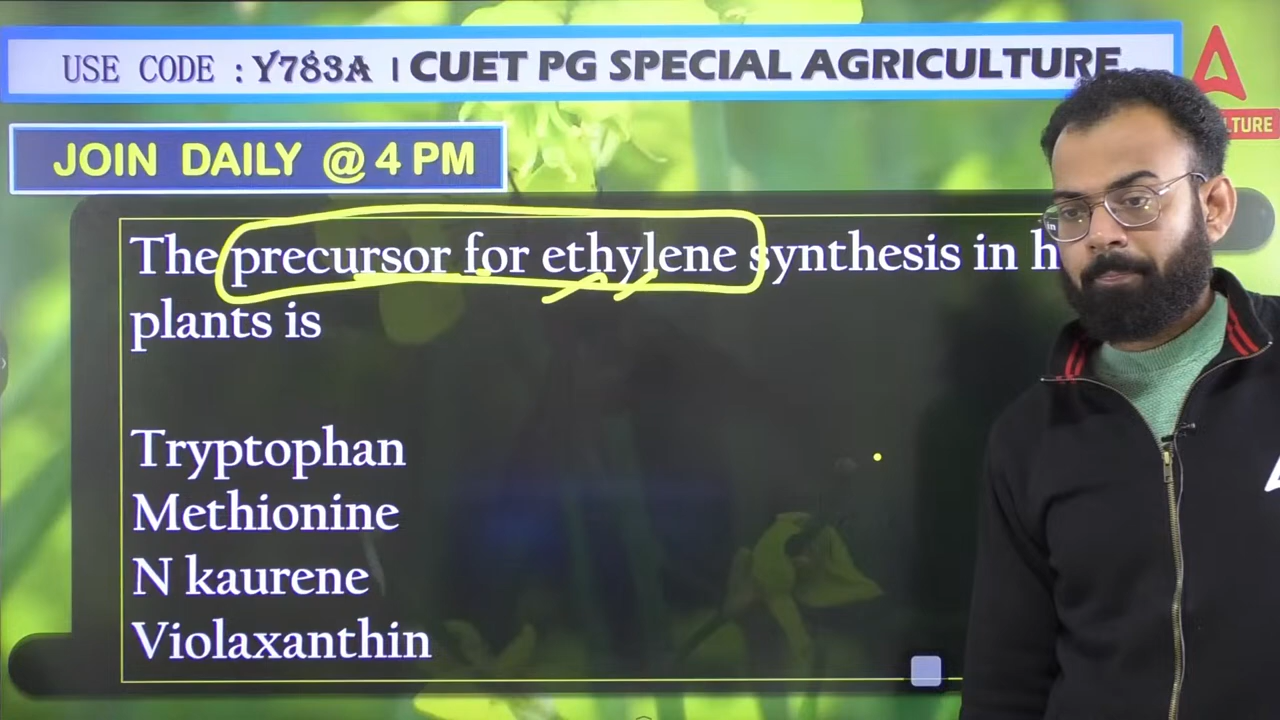 USE CODE : Y783A | CUET PG SPECIAL AGRICULTURE
JOIN DAILY @ 4 PM
The precursor for ethylene synthesis in h
plants is
Tryptophan
Methionine
N kaurene
Violaxanthin
LTURE